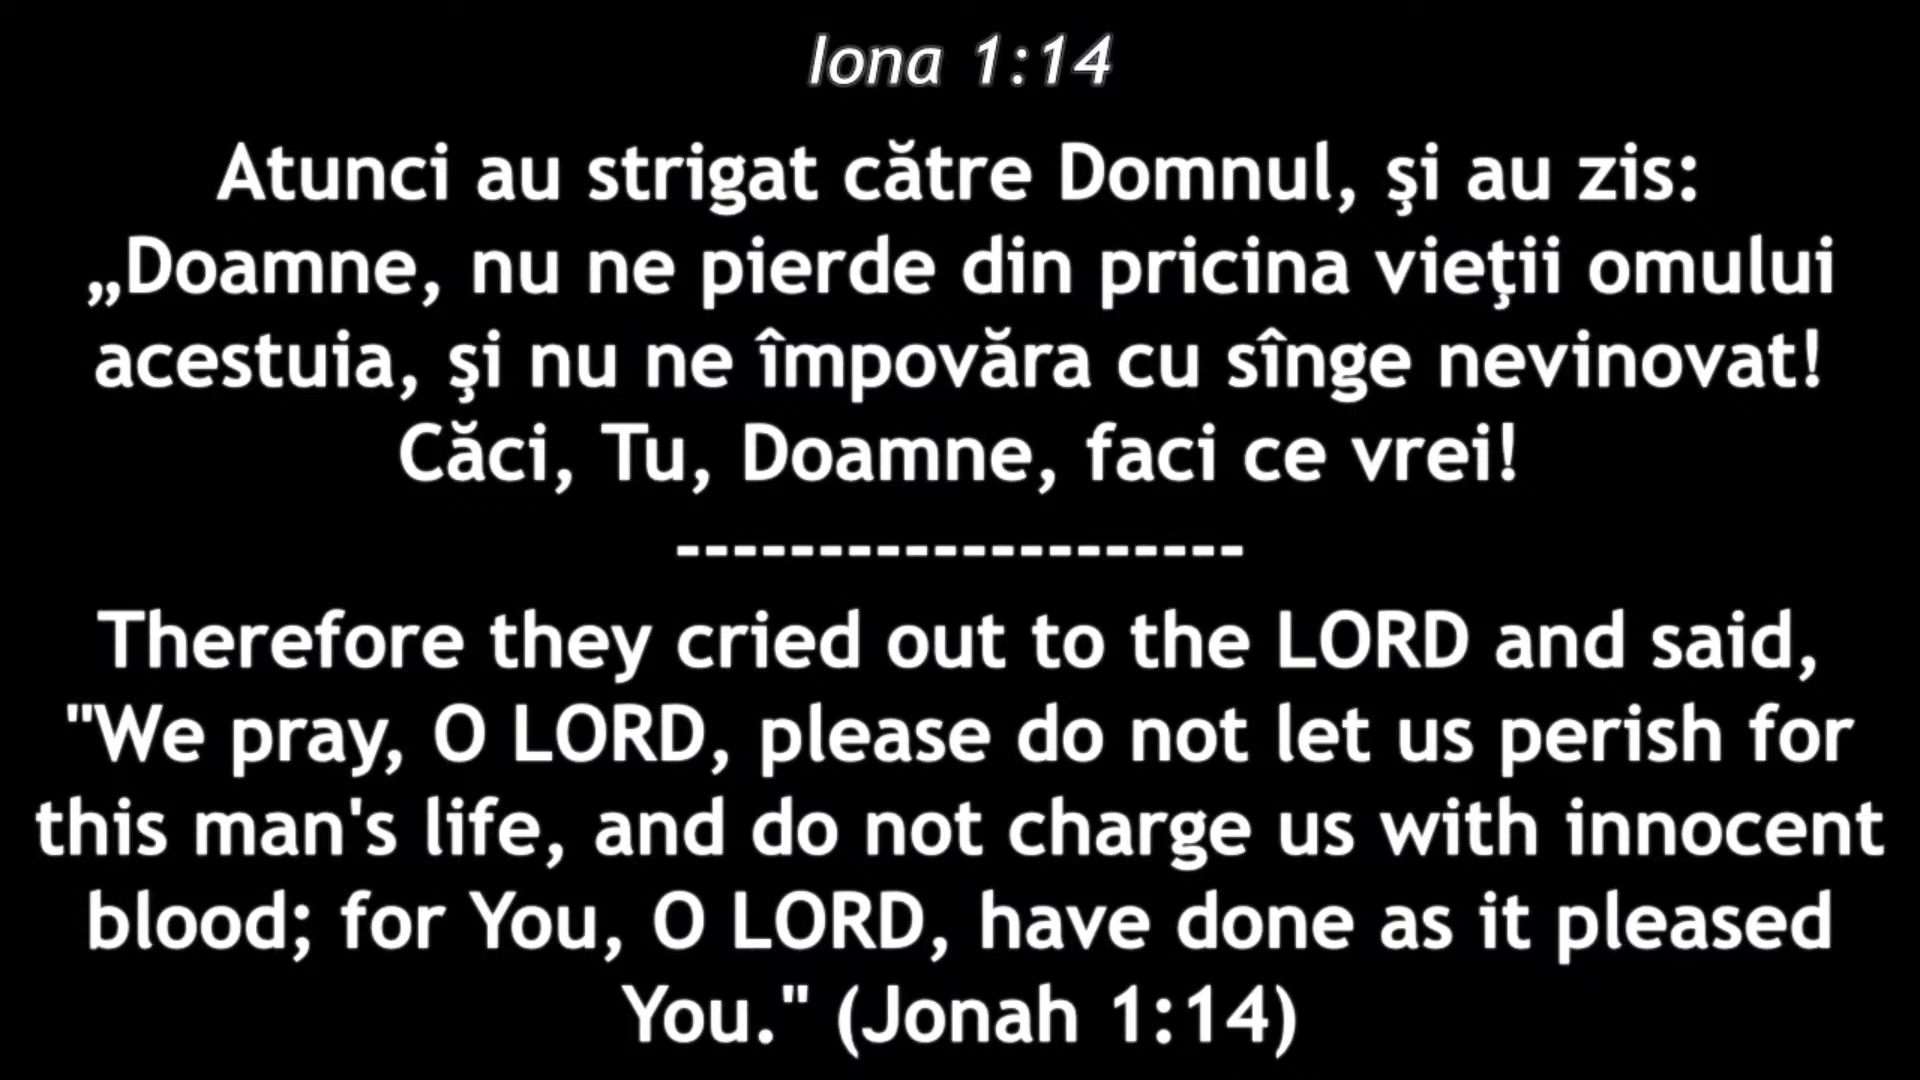 Iona 1:14
Atunci au strigat către Domnul, şi au zis:
„Doamne, nu ne pierde din pricina vieţii omului
acestuia, şi nu ne împovăra cu sînge nevinovat!
Căci, Tu, Doamne, faci ce vrei!
--------------------
Therefore they cried out to the LORD and said,
"We pray, O LORD, please do not let us perish for
this man's life, and do not charge us with innocent
blood; for You, O LORD, have done as it pleased
You." (Jonah 1:14)